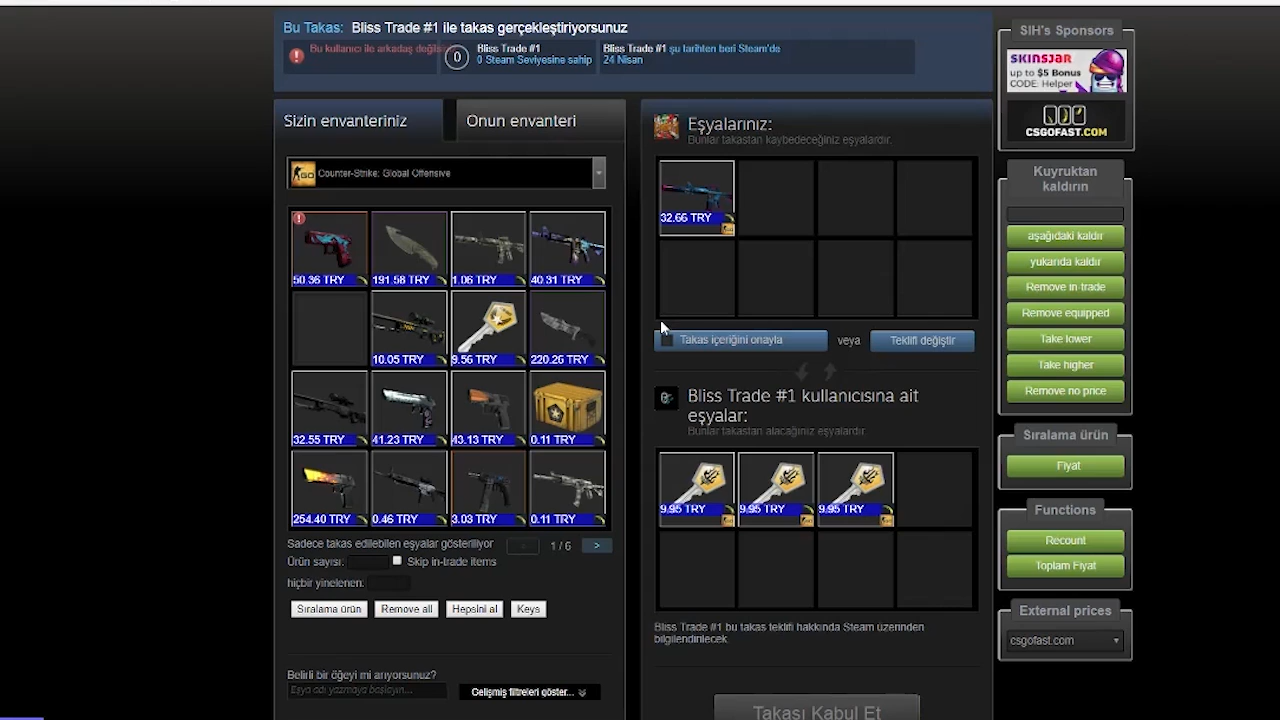 Bu Takas: Bliss Trade #1 ile takas gerçekleştiriyorsunuz
Bu kullanıcı ile arkadaş değilsi
0
Bliss Trade #1
0 Steam Seviyesine sahip
Bliss Trade #1 şu tarihten beri Steam'de
24 Nisan
Sizin envanteriniz
Onun envanteri
GO
Counter-Strike: Global Offensive
50.36 TRY
191.58 TRY
1.06 TRY
40.31 TRY
10.05 TRY
9.56 TRY
220.26 TRY
32.55 TRY
41.23 TRY
43.13 TRY
0.11 TRY
254.40 TRY
0.46 TRY
3.03 TRY
0.11 TRY
Sadece takas edilebilen eşyalar gösteriliyor
1 / 6
>
Ürün sayısı:
Skip in-trade items
hiçbir yinelenen:
Sıralama ürün
Remove all
Hepsini al
Keys
Belirli bir öğeyi mi arıyorsunuz?
Eşya adı yazmaya başlayın...
Gelişmiş filtreleri göster...
Eşyalarınız:
Bunlar takastan kaybedeceğiniz eşyalardır.
32.66 TRY
Takas içeriğini onayla
veya
Teklifi değiştir
Bliss Trade #1 kullanıcısına ait
eşyalar:
Bunlar takastan alacağınız eşyalardır.
9.95 TRY
9.95 TRY
9.95 TRY
Bliss Trade #1 bu takas teklifi hakkında Steam üzerinden
bilgilendirilecek.
Takası Kabul Et
SIH's Sponsors
SKINSJAR
up to $5 Bonus
CODE: Helper
CSGOFAST.COM
Kuyruktan
kaldırın
aşağıdaki kaldır
yukarıda kaldır
Remove in-trade
Remove equipped
Take lower
Take higher
Remove no price
Sıralama ürün
Fiyat
Functions
Recount
Toplam Fiyat
External prices
csgofast.com